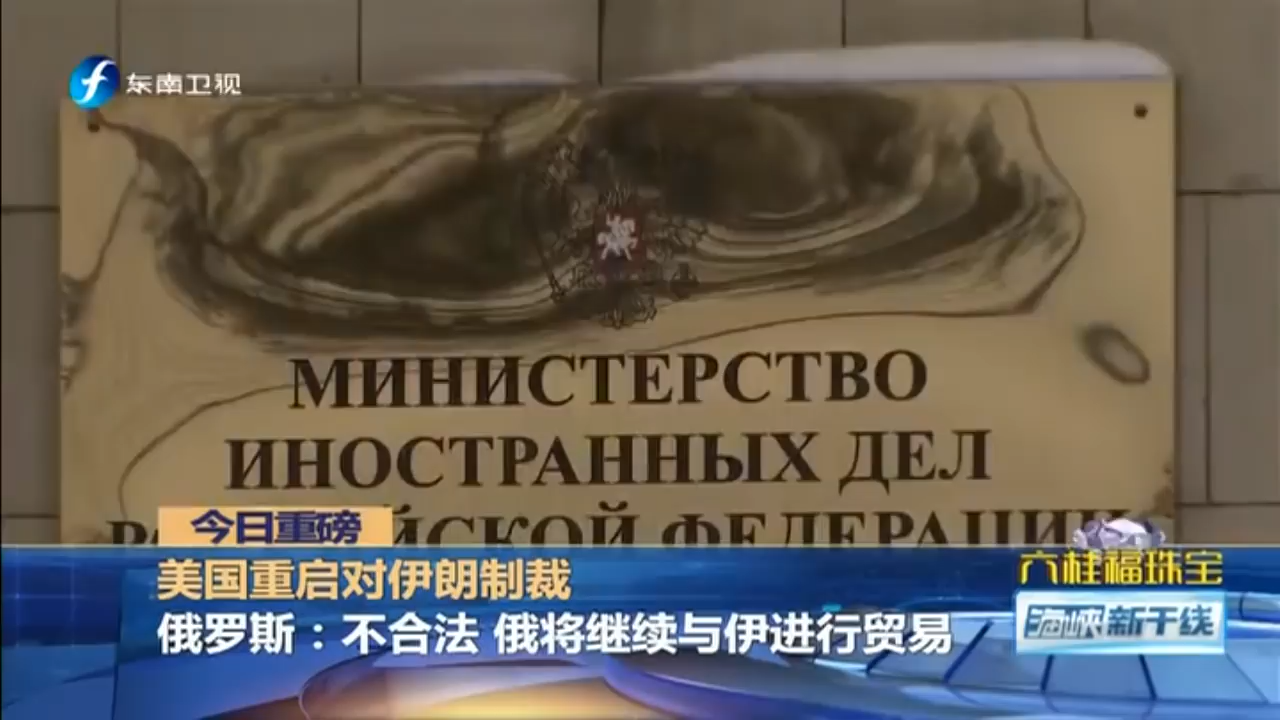 东南卫视
МИНИСТЕРСТВО
ИНОСТРАННЫХ ДЕЛ
РОССИЙСКОЙ ФЕДЕРАЦИИ
今日重磅
美国重启对伊朗制裁
俄罗斯：不合法 俄将继续与伊进行贸易
六桂福珠宝
海峡新干线